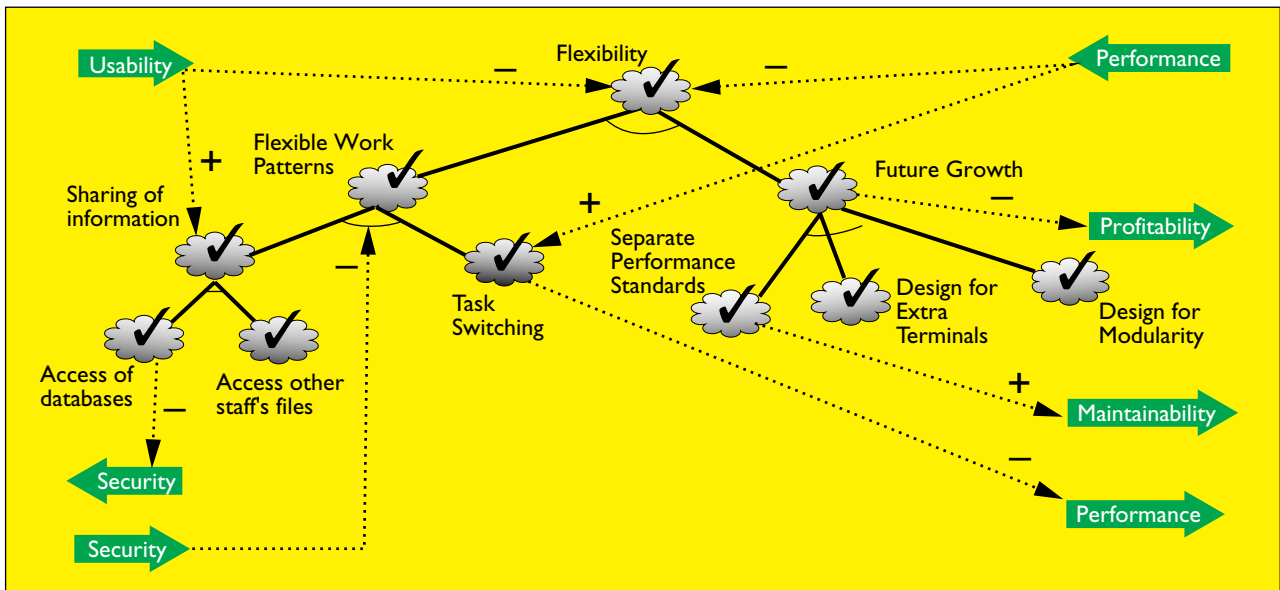 Usability
Flexibility
Performance
–
–
Flexible Work
Patterns
+
Future Growth
Sharing of
information
+
–
Profitability
Separate
Performance
Standards
–
Task
Switching
Design for
Extra
Terminals
Design for
Modularity
Access of
databases
Access other
staff's files
+
–
Maintainability
–
Security
Performance
Security